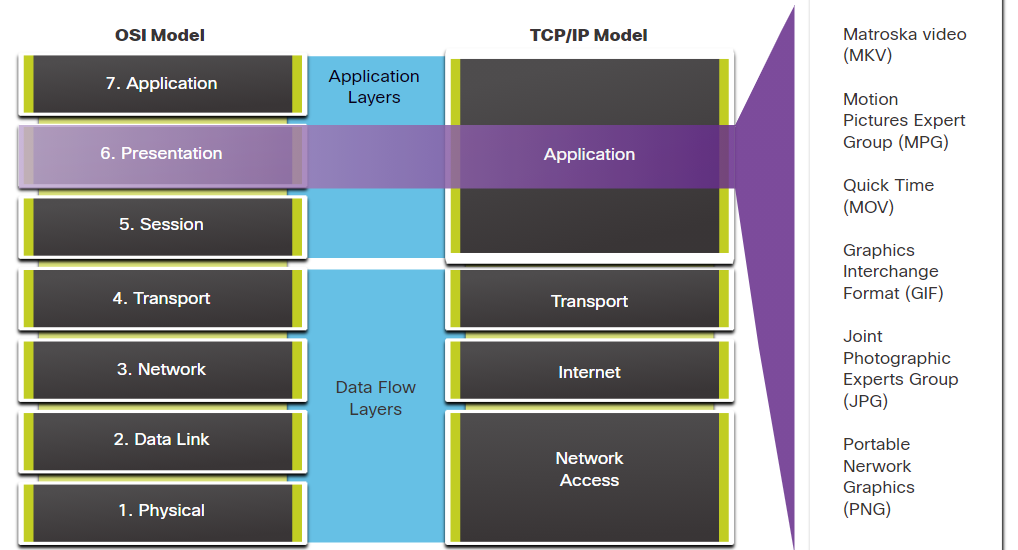 OSI Model
TCP/IP Model
7. Application
6. Presentation
5. Session
4. Transport
3. Network
2. Data Link
1. Physical
Application
Layers
Data Flow
Layers
Application
Transport
Internet
Network
Access
Matroska video
(MKV)
Motion
Pictures Expert
Group (MPG)
Quick Time
(MOV)
Graphics
Interchange
Format (GIF)
Joint
Photographic
Experts Group
(JPG)
Portable
Nerwork
Graphics
(PNG)